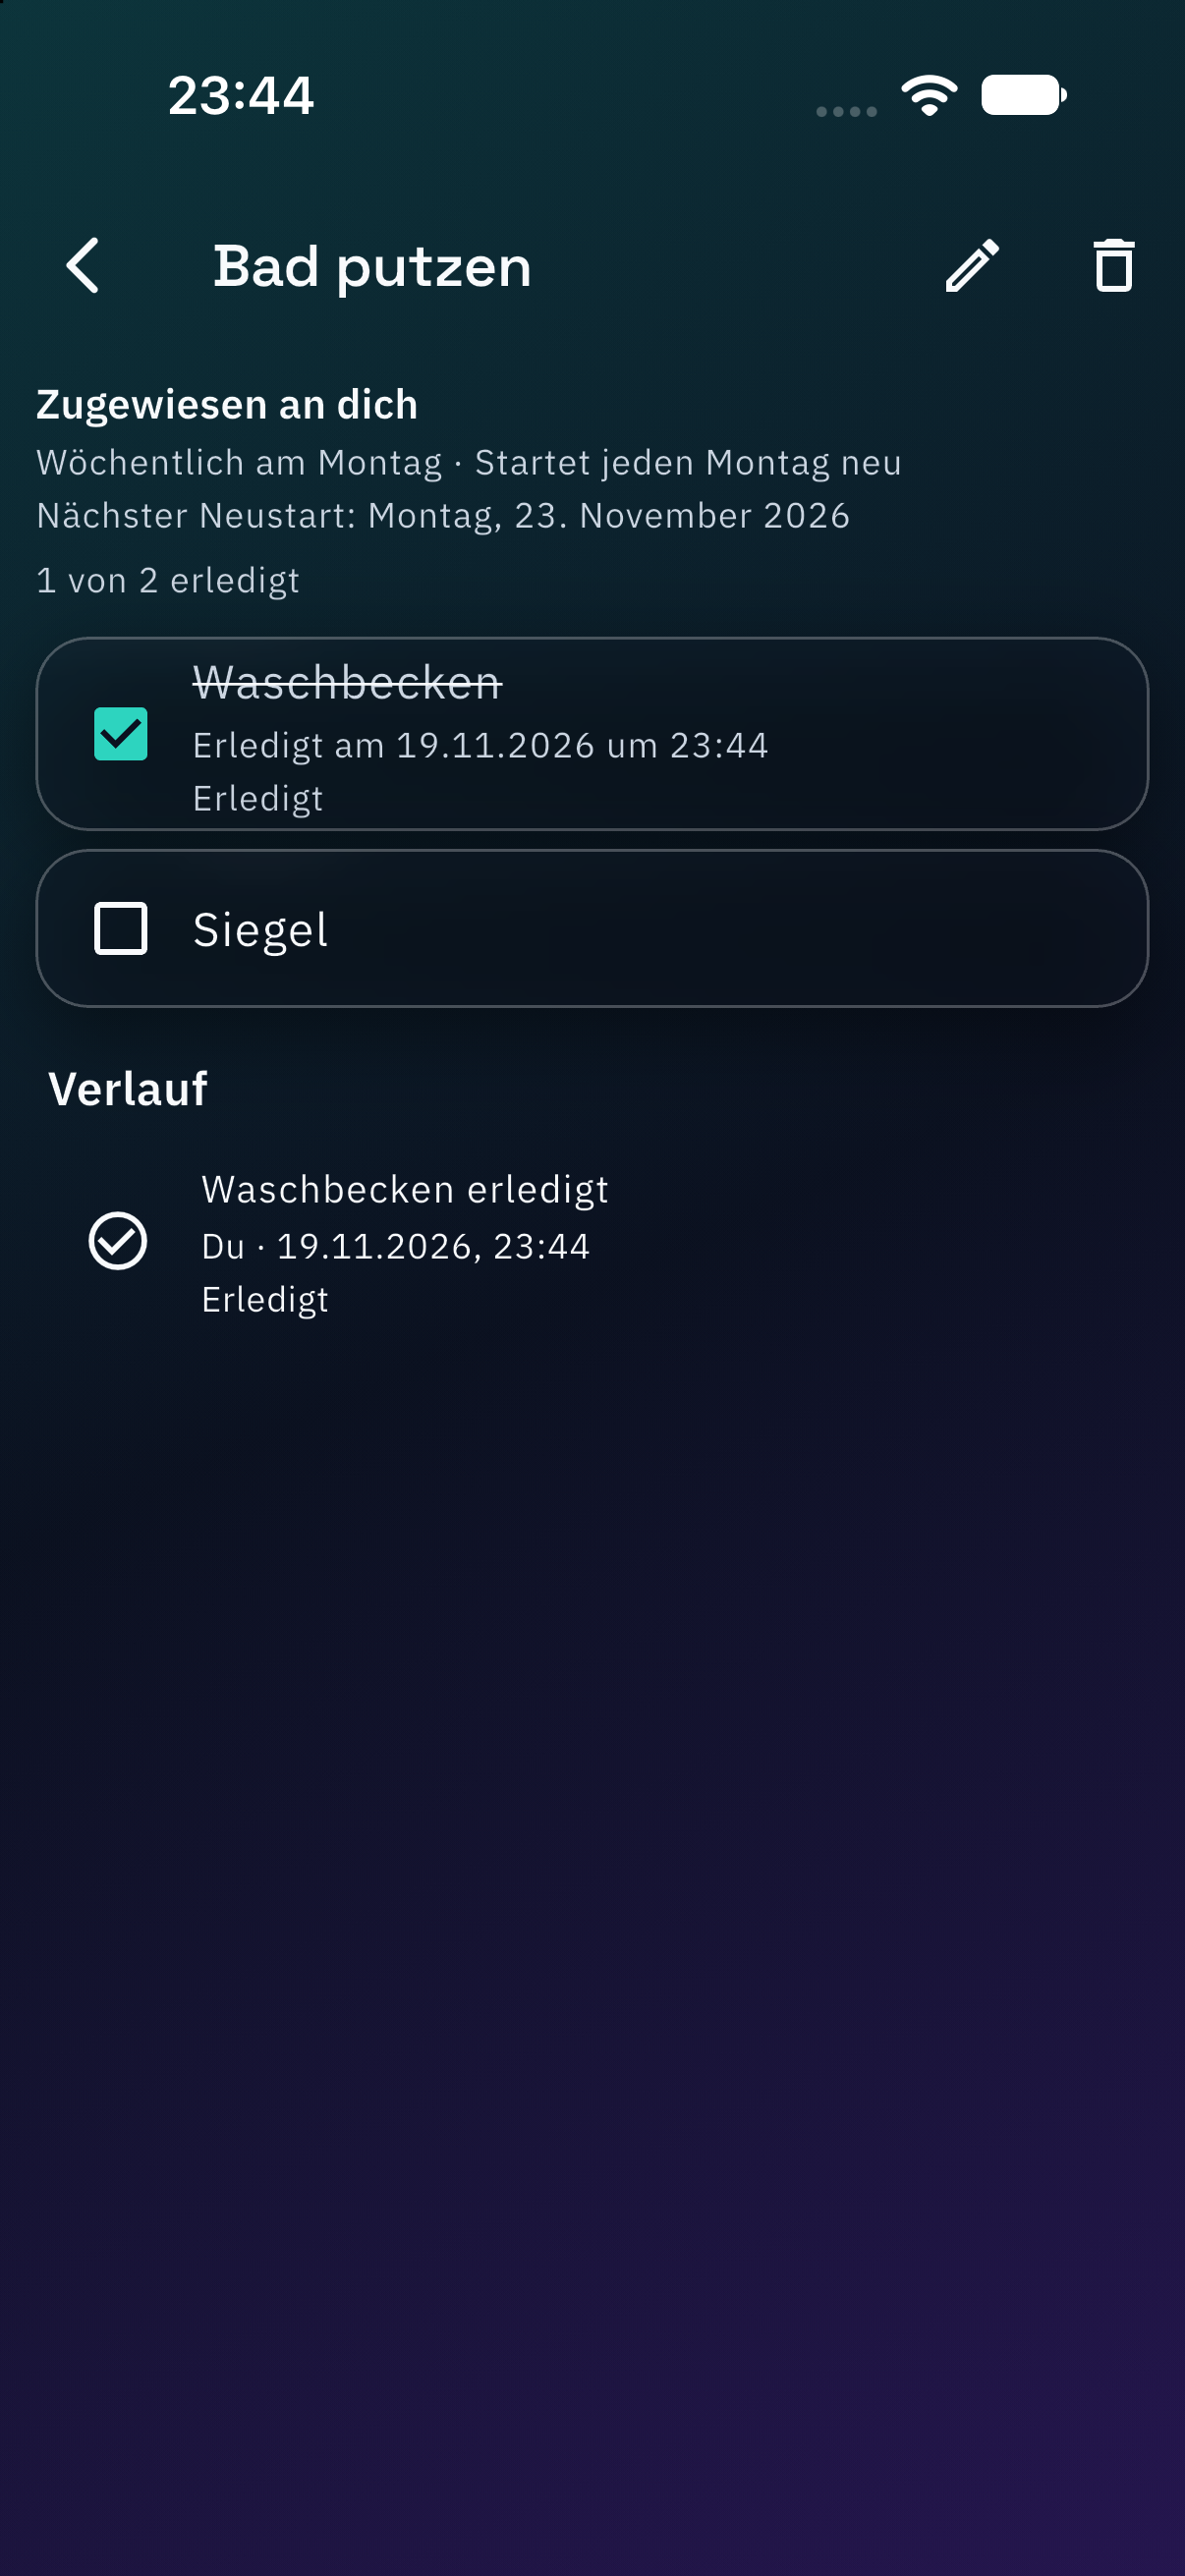 23:44
Bad putzen
Zugewiesen an dich
Wöchentlich am Montag · Startet jeden Montag neu
Nächster Neustart: Montag, 23. November 2026
1 von 2 erledigt
Waschbecken
Erledigt am 19.11.2026 um 23:44
Erledigt
Siegel
Verlauf
Waschbecken erledigt
Du · 19.11.2026, 23:44
Erledigt